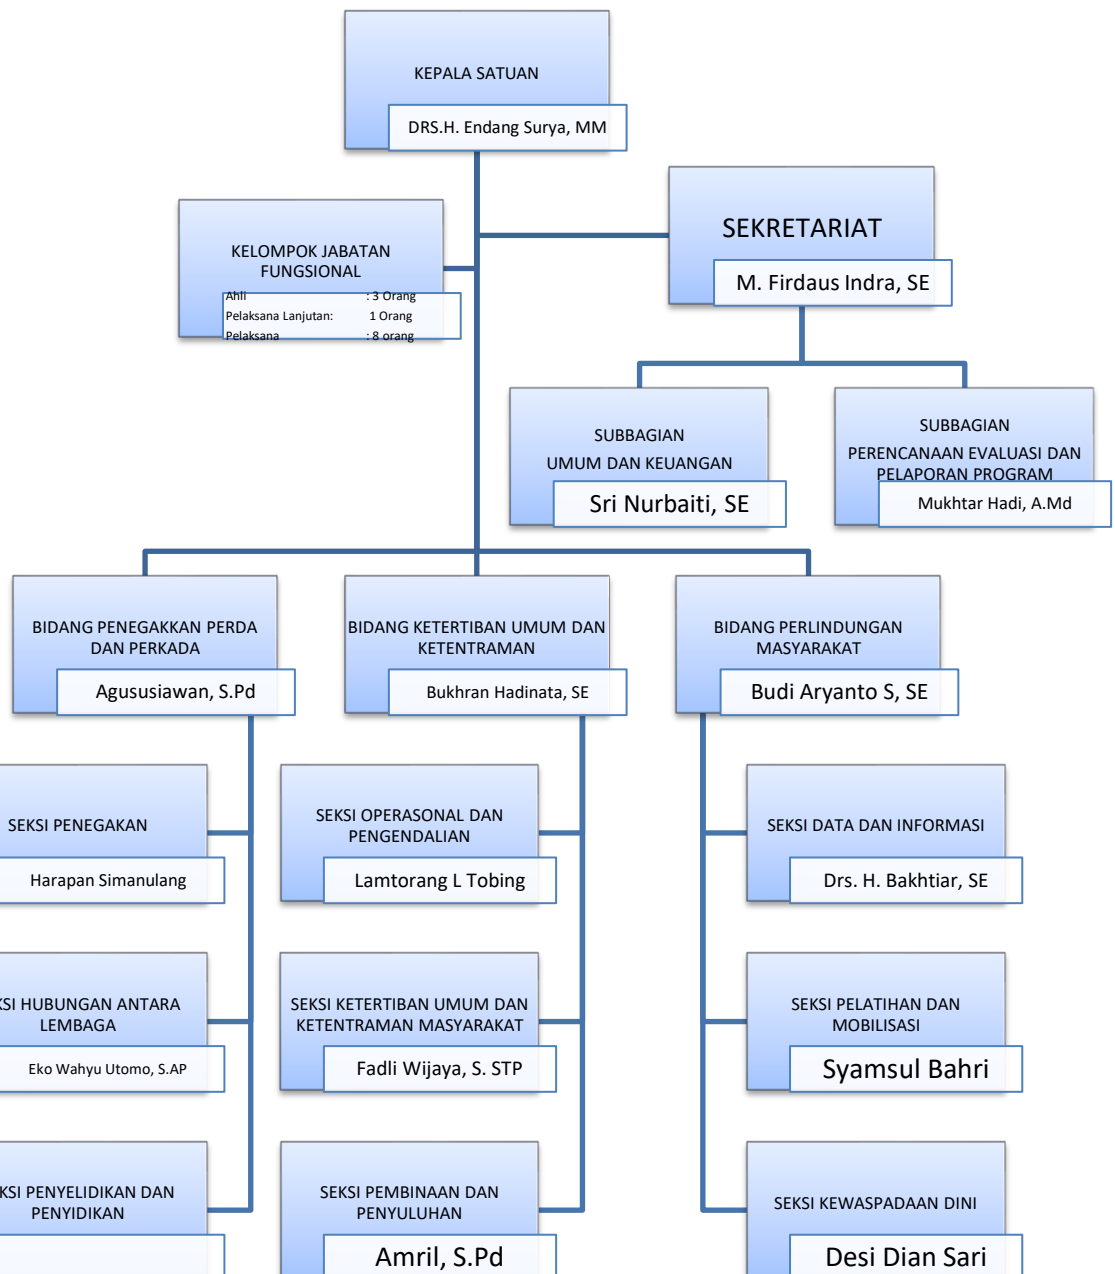 KEPALA SATUAN
DRS.H. Endang Surya, MM
KELOMPOK JABATAN
FUNGSIONAL
Ahli : 3 Orang
Pelaksana Lanjutan: 1 Orang
Pelaksana : 8 orang
SEKRETARIAT
M. Firdaus Indra, SE
SUBBAGIAN
UMUM DAN KEUANGAN
Sri Nurbaiti, SE
SUBBAGIAN
PERENCANAAN EVALUASI DAN
PELAPORAN PROGRAM
Mukhtar Hadi, A.Md
BIDANG PENEGAKKAN PERDA
DAN PERKADA
Agususiawan, S.Pd
BIDANG KETERTIBAN UMUM DAN
KETENTRAMAN
Bukhran Hadinata, SE
BIDANG PERLINDUNGAN
MASYARAKAT
Budi Aryanto S, SE
SEKSI PENEGAKAN
Harapan Simanulang
SEKSI OPERASONAL DAN
PENGENDALIAN
Lamtorang L Tobing
SEKSI DATA DAN INFORMASI
Drs. H. Bakhtiar, SE
KSI HUBUNGAN ANTARA
LEMBAGA
Eko Wahyu Utomo, S.AP
SEKSI KETERTIBAN UMUM DAN
KETENTRAMAN MASYARAKAT
Fadli Wijaya, S. STP
SEKSI PELATIHAN DAN
MOBILISASI
Syamsul Bahri
KSI PENYELIDIKAN DAN
PENYIDIKAN
SEKSI PEMBINAAN DAN
PENYULUHAN
Amril, S.Pd
SEKSI KEWASPADAAN DINI
Desi Dian Sari